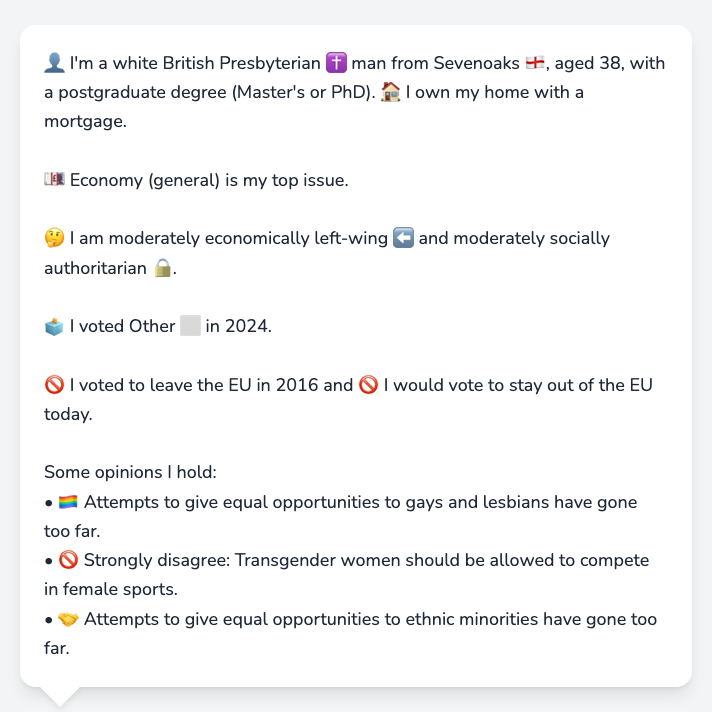 👤 I'm a white British Presbyterian ✝️ man from Sevenoaks 🏴󠁧󠁢󠁥󠁮󠁧󠁿, aged 38, with
a postgraduate degree (Master's or PhD). 🏠 I own my home with a
mortgage.
💷 Economy (general) is my top issue.
🤔 I am moderately economically left-wing ⬅️ and moderately socially
authoritarian 🔒.
🗳️ I voted Other ⬜ in 2024.
🚫 I voted to leave the EU in 2016 and 🚫 I would vote to stay out of the EU
today.
Some opinions I hold:
• 🏳️‍🌈 Attempts to give equal opportunities to gays and lesbians have gone
too far.
• 🚫 Strongly disagree: Transgender women should be allowed to compete
in female sports.
• 🤝 Attempts to give equal opportunities to ethnic minorities have gone too
far.